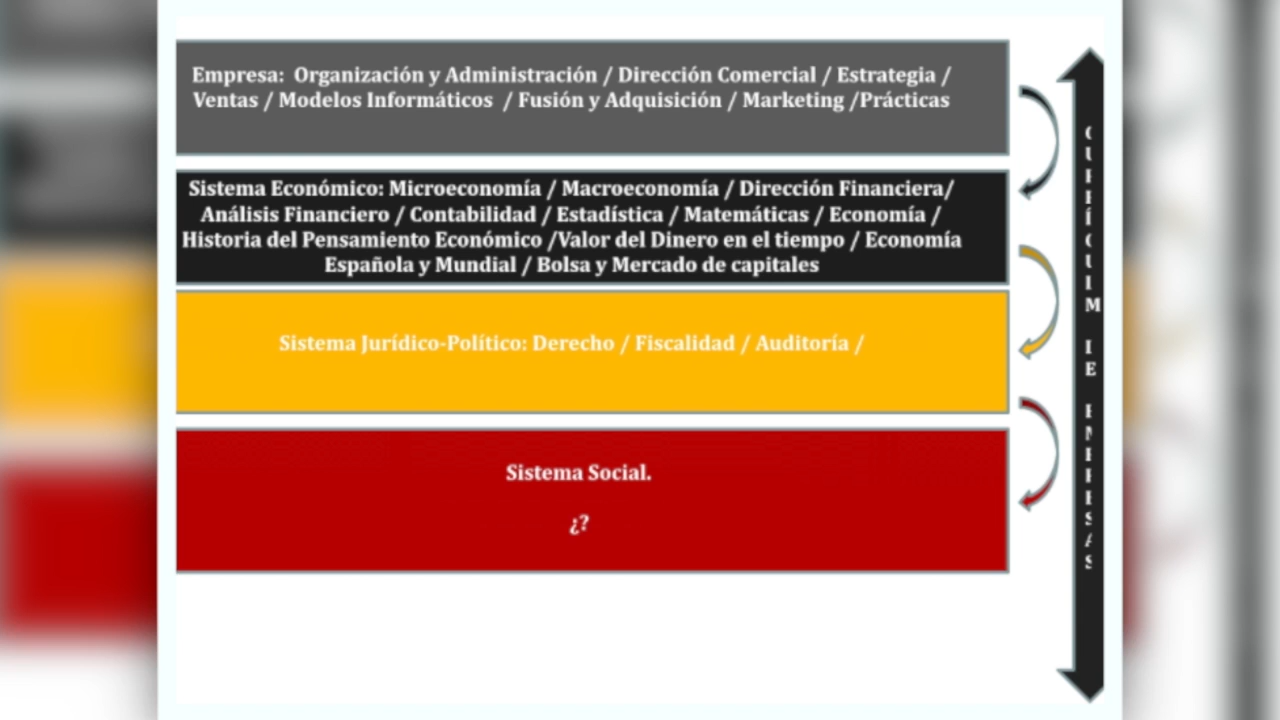 Empresa: Organización y Administración / Dirección Comercial / Estrategia /
Ventas / Modelos Informáticos / Fusión y Adquisición / Marketing /Prácticas
Sistema Económico: Microeconomía / Macroeconomía / Dirección Financiera/
Análisis Financiero / Contabilidad / Estadística / Matemáticas / Economía /
Historia del Pensamiento Económico /Valor del Dinero en el tiempo / Economía
Española y Mundial / Bolsa y Mercado de capitales
Sistema Jurídico-Político: Derecho / Fiscalidad / Auditoría /
Sistema Social.
¿?